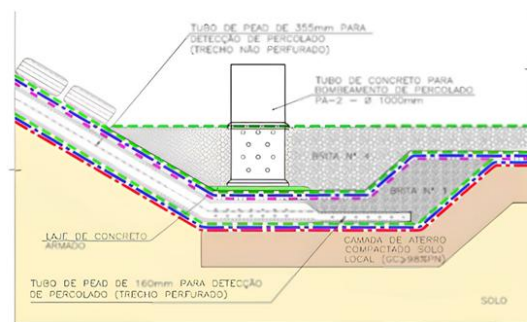 TUBO DE PEAD DE 355mm PARA
DETECÇÃO DE PERCOLADO
(TRECHO NÃO PERFURADO)
TUBO DE CONCRETO PARA
BOMBEAMENTO DE PERCOLADO
PA-2 - Ø 1000mm
BRITA Nº 4
BRITA Nº
LAJE DE CONCRETO
ARMADO
CAMADA DE ATERRO
COMPACTADO SOLO
LOCAL (GC≥98%PN)
TUBO DE PEAD DE 160mm PARA DETECÇÃO
DE PERCOLADO (TRECHO PERFURADO)
SOLO